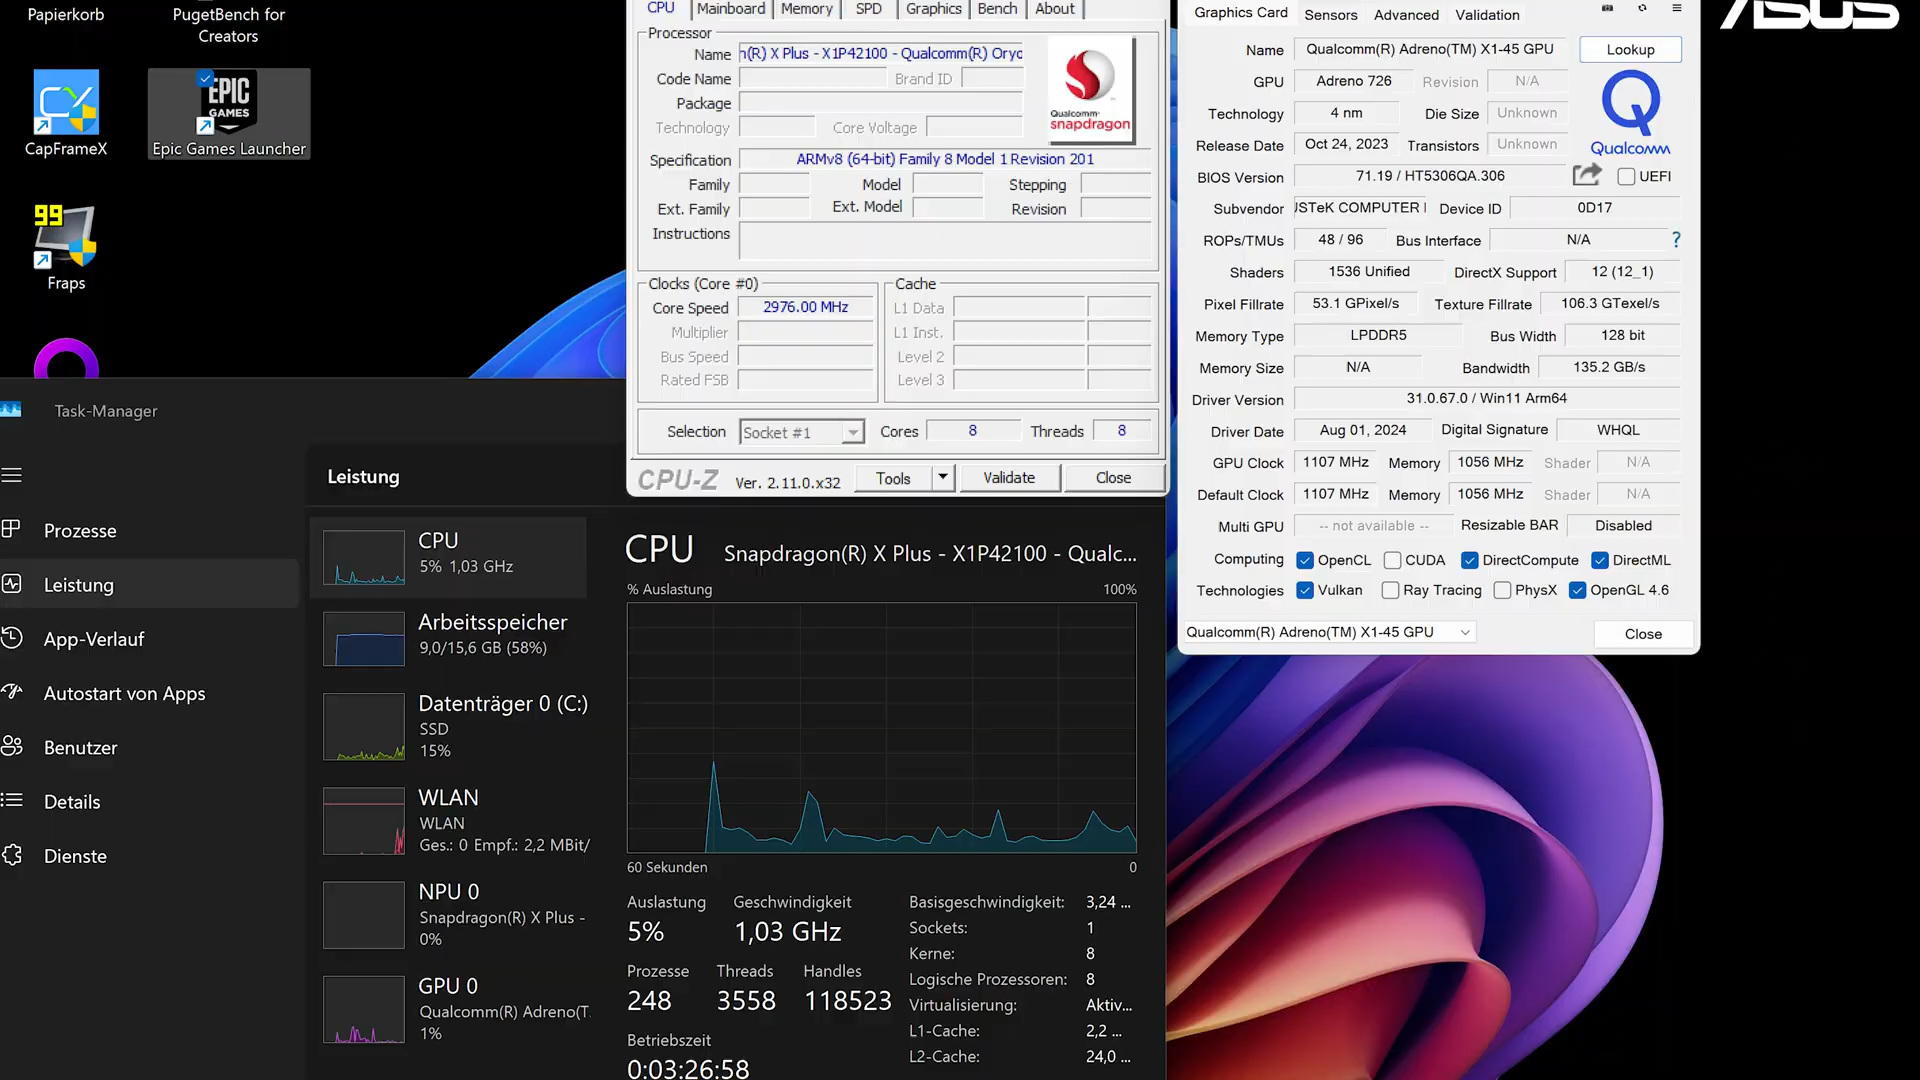 Papierkorb
PugetBench for
Creators
CapFrameX
EPIC
GAMES
Epic Games Launcher
99
Fraps
CPU
Mainboard
Memory
SPD
Graphics
Bench
About
Processor
Name
n(R) X Plus - X1P42100 - Qualcomm(R) Oryo
Code Name
Brand ID
Package
Technology
Core Voltage
Qualcomm
snapdragon
Specification
ARMv8 (64-bit) Family 8 Model 1 Revision 201
Family
Model
Stepping
Ext. Family
Ext. Model
Revision
Instructions
Clocks (Core #0)
Core Speed
2976.00 MHz
Multiplier
Bus Speed
Rated FSB
Cache
L1 Data
L1 Inst.
Level 2
Level 3
Selection
Socket #1
Cores
8
Threads
8
CPU-Z
Ver. 2.11.0.x32
Tools
Validate
Close
Graphics Card
Sensors
Advanced
Validation
Name
Qualcomm(R) Adreno(TM) X1-45 GPU
Lookup
GPU
Adreno 726
Revision
N/A
Technology
4 nm
Die Size
Unknown
Release Date
Oct 24, 2023
Transistors
Unknown
Qualcomm
BIOS Version
71.19 / HT5306QA.306
UEFI
Subvendor
USTeK COMPUTER I
Device ID
0D17
ROPs/TMUs
48 / 96
Bus Interface
N/A
?
Shaders
1536 Unified
DirectX Support
12 (12_1)
Pixel Fillrate
53.1 GPixel/s
Texture Fillrate
106.3 GTexel/s
Memory Type
LPDDR5
Bus Width
128 bit
Memory Size
N/A
Bandwidth
135.2 GB/s
Driver Version
31.0.67.0 / Win11 Arm64
Driver Date
Aug 01, 2024
Digital Signature
WHQL
GPU Clock
1107 MHz
Memory
1056 MHz
Shader
N/A
Default Clock
1107 MHz
Memory
1056 MHz
Shader
N/A
Multi GPU
-- not available --
Resizable BAR
Disabled
Computing
OpenCL
CUDA
DirectCompute
DirectML
Technologies
Vulkan
Ray Tracing
PhysX
OpenGL 4.6
Qualcomm(R) Adreno(TM) X1-45 GPU
Close
ASUS
Task-Manager
Prozesse
Leistung
App-Verlauf
Autostart von Apps
Benutzer
Details
Dienste
Leistung
CPU
5% 1,03 GHz
Arbeitsspeicher
9,0/15,6 GB (58%)
Datenträger 0 (C:)
SSD
15%
WLAN
WLAN
Ges.: 0 Empf.: 2,2 MBit/
NPU 0
Snapdragon(R) X Plus -
0%
GPU 0
Qualcomm(R) Adreno(T.
1%
CPU
Snapdragon(R) X Plus - X1P42100 - Qualc...
% Auslastung
100%
60 Sekunden
0
Auslastung
Geschwindigkeit
5%
1,03 GHz
Prozesse
Threads
Handles
248
3558
118523
Betriebszeit
0:03:26:58
Basisgeschwindigkeit:
3,24 ...
Sockets:
1
Kerne:
8
Logische Prozessoren:
8
Virtualisierung:
Aktiv...
L1-Cache:
2,2 ...
L2-Cache:
24,0 ...